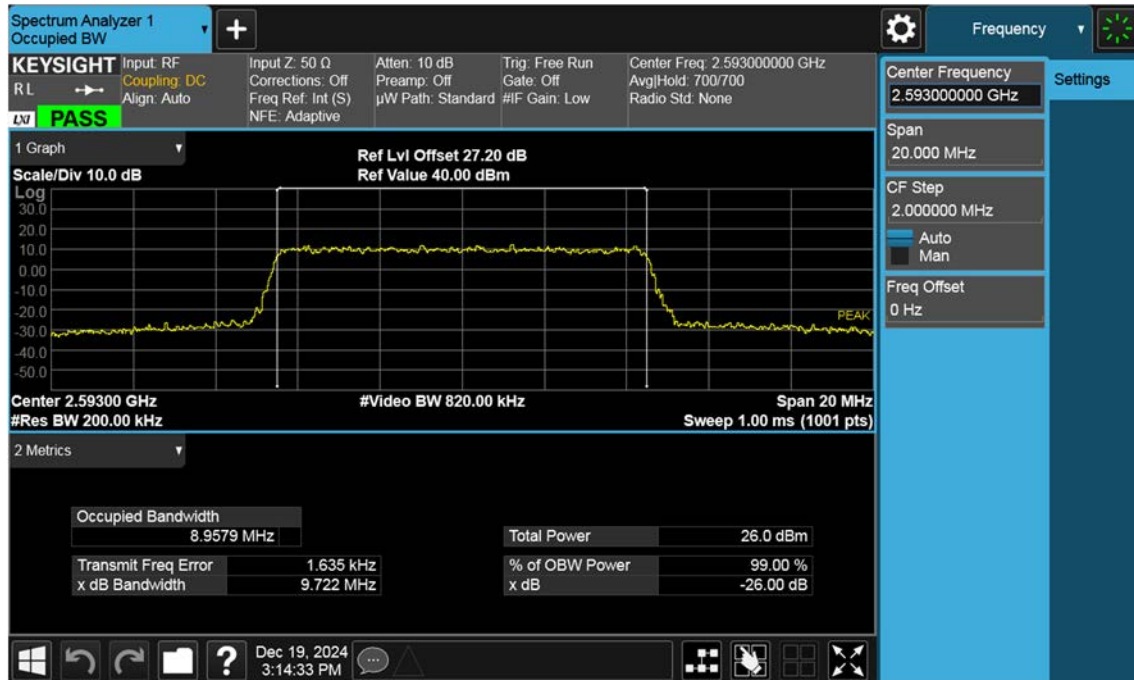 Spectrum Analyzer 1
Occupied BW
Frequency
KEYSIGHT
R L
LXI PASS
Input: RF
Coupling: DC
Align: Auto
Input Z: 50 Ω
Corrections: Off
Freq Ref: Int (S)
NFE: Adaptive
Atten: 10 dB
Preamp: Off
µW Path: Standard
Trig: Free Run
Gate: Off
#IF Gain: Low
Center Freq: 2.593000000 GHz
Avg|Hold: 700/700
Radio Std: None
Center Frequency
2.593000000 GHz
Settings
Span
20.000 MHz
CF Step
2.000000 MHz
Auto
Man
Freq Offset
0 Hz
1 Graph
Scale/Div 10.0 dB
Ref Lvl Offset 27.20 dB
Ref Value 40.00 dBm
Log
30.0
20.0
10.0
0.00
-10.0
-20.0
-30.0
-40.0
-50.0
PEAK
Center 2.59300 GHz
#Res BW 200.00 kHz
#Video BW 820.00 kHz
Span 20 MHz
Sweep 1.00 ms (1001 pts)
2 Metrics
Occupied Bandwidth
8.9579 MHz
Transmit Freq Error 1.635 kHz
x dB Bandwidth 9.722 MHz
Total Power 26.0 dBm
% of OBW Power 99.00 %
x dB -26.00 dB
?
Dec 19, 2024
3:14:33 PM